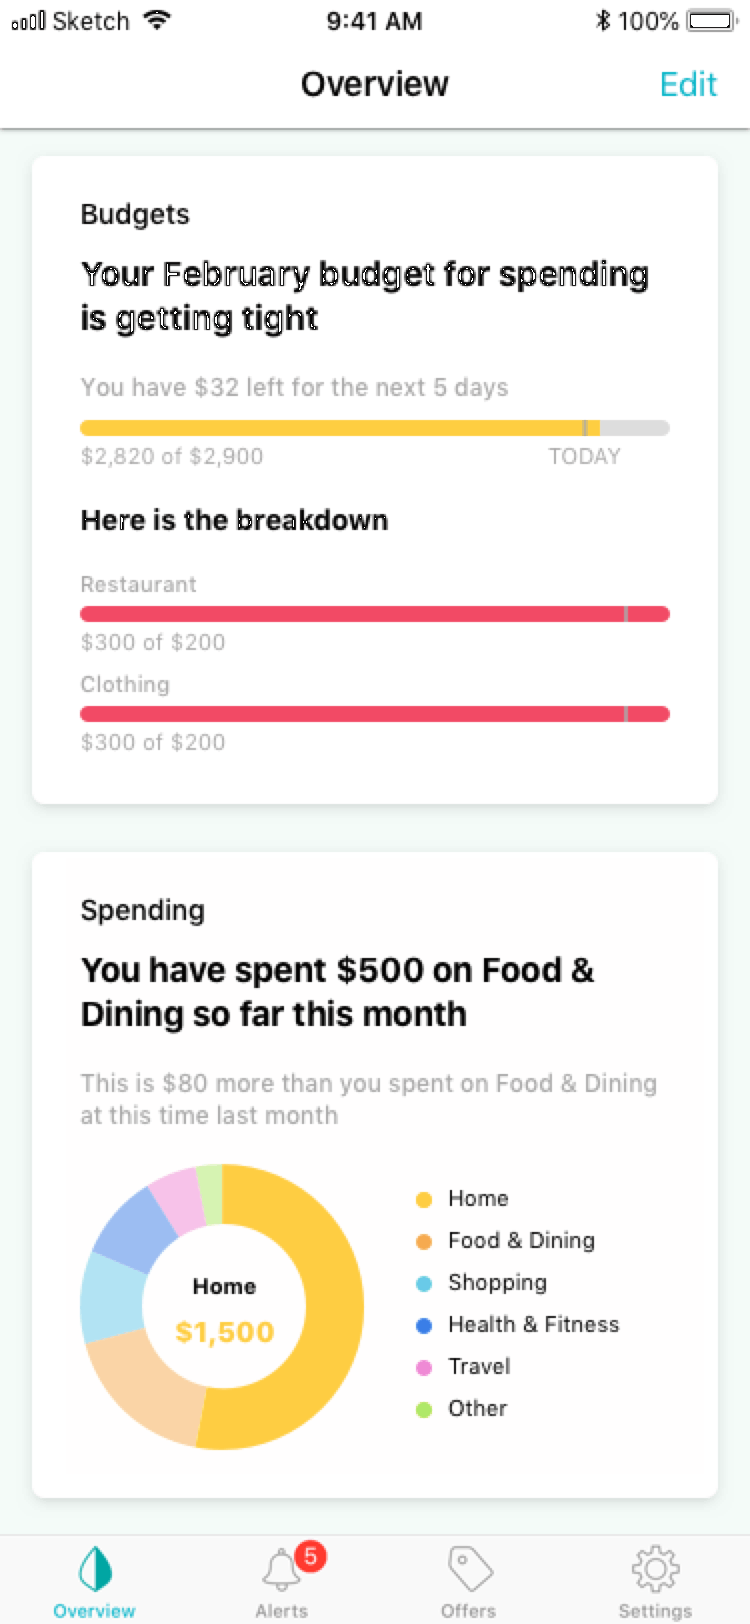 Sketch 9:41 AM 100%
Overview Edit
Budgets
Your February budget for spending
is getting tight
You have $32 left for the next 5 days
$2,820 of $2,900 TODAY
Here is the breakdown
Restaurant
$300 of $200
Clothing
$300 of $200
Spending
You have spent $500 on Food &
Dining so far this month
This is $80 more than you spent on Food & Dining
at this time last month
Home
$1,500
Home
Food & Dining
Shopping
Health & Fitness
Travel
Other
5
Overview Alerts Offers Settings